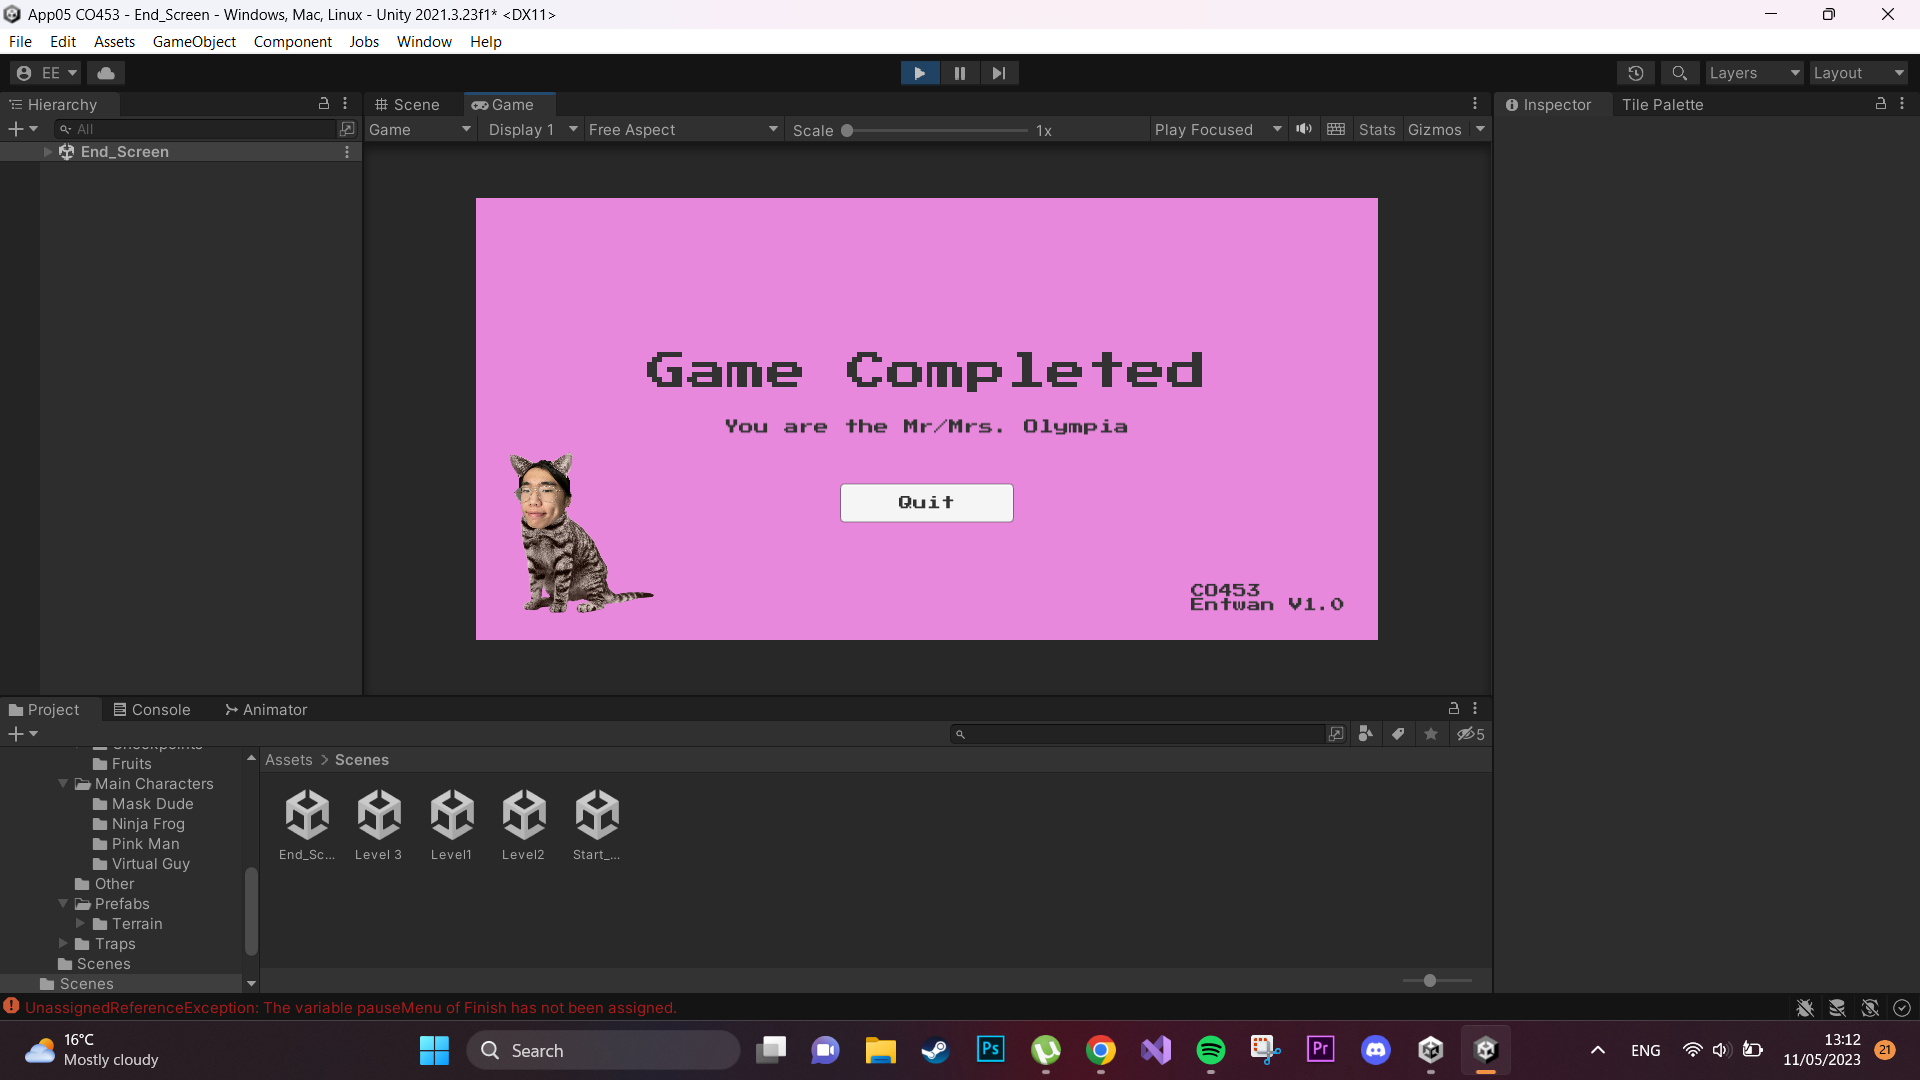 App05 CO453 - End_Screen - Windows, Mac, Linux - Unity 2021.3.23f1* <DX11>
File Edit Assets GameObject Component Jobs Window Help
EE Layers Layout
Hierarchy Scene Game Inspector Tile Palette
All Game Display 1 Free Aspect Scale 1x Play Focused Stats Gizmos
End_Screen
Game Completed
You are the Mr/Mrs. Olympia
Quit
CO453
Entwan V1.0
Project Console Animator
5
Checkpoints
Assets > Scenes
Fruits
Main Characters
Mask Dude
Ninja Frog
Pink Man
Virtual Guy
Other
Prefabs
Terrain
Traps
Scenes
Scenes
End_Sc... Level 3 Level1 Level2 Start_...
UnassignedReferenceException: The variable pauseMenu of Finish has not been assigned.
16°C
Mostly cloudy
Search
Ps
Pr
ENG
13:12
11/05/2023
21